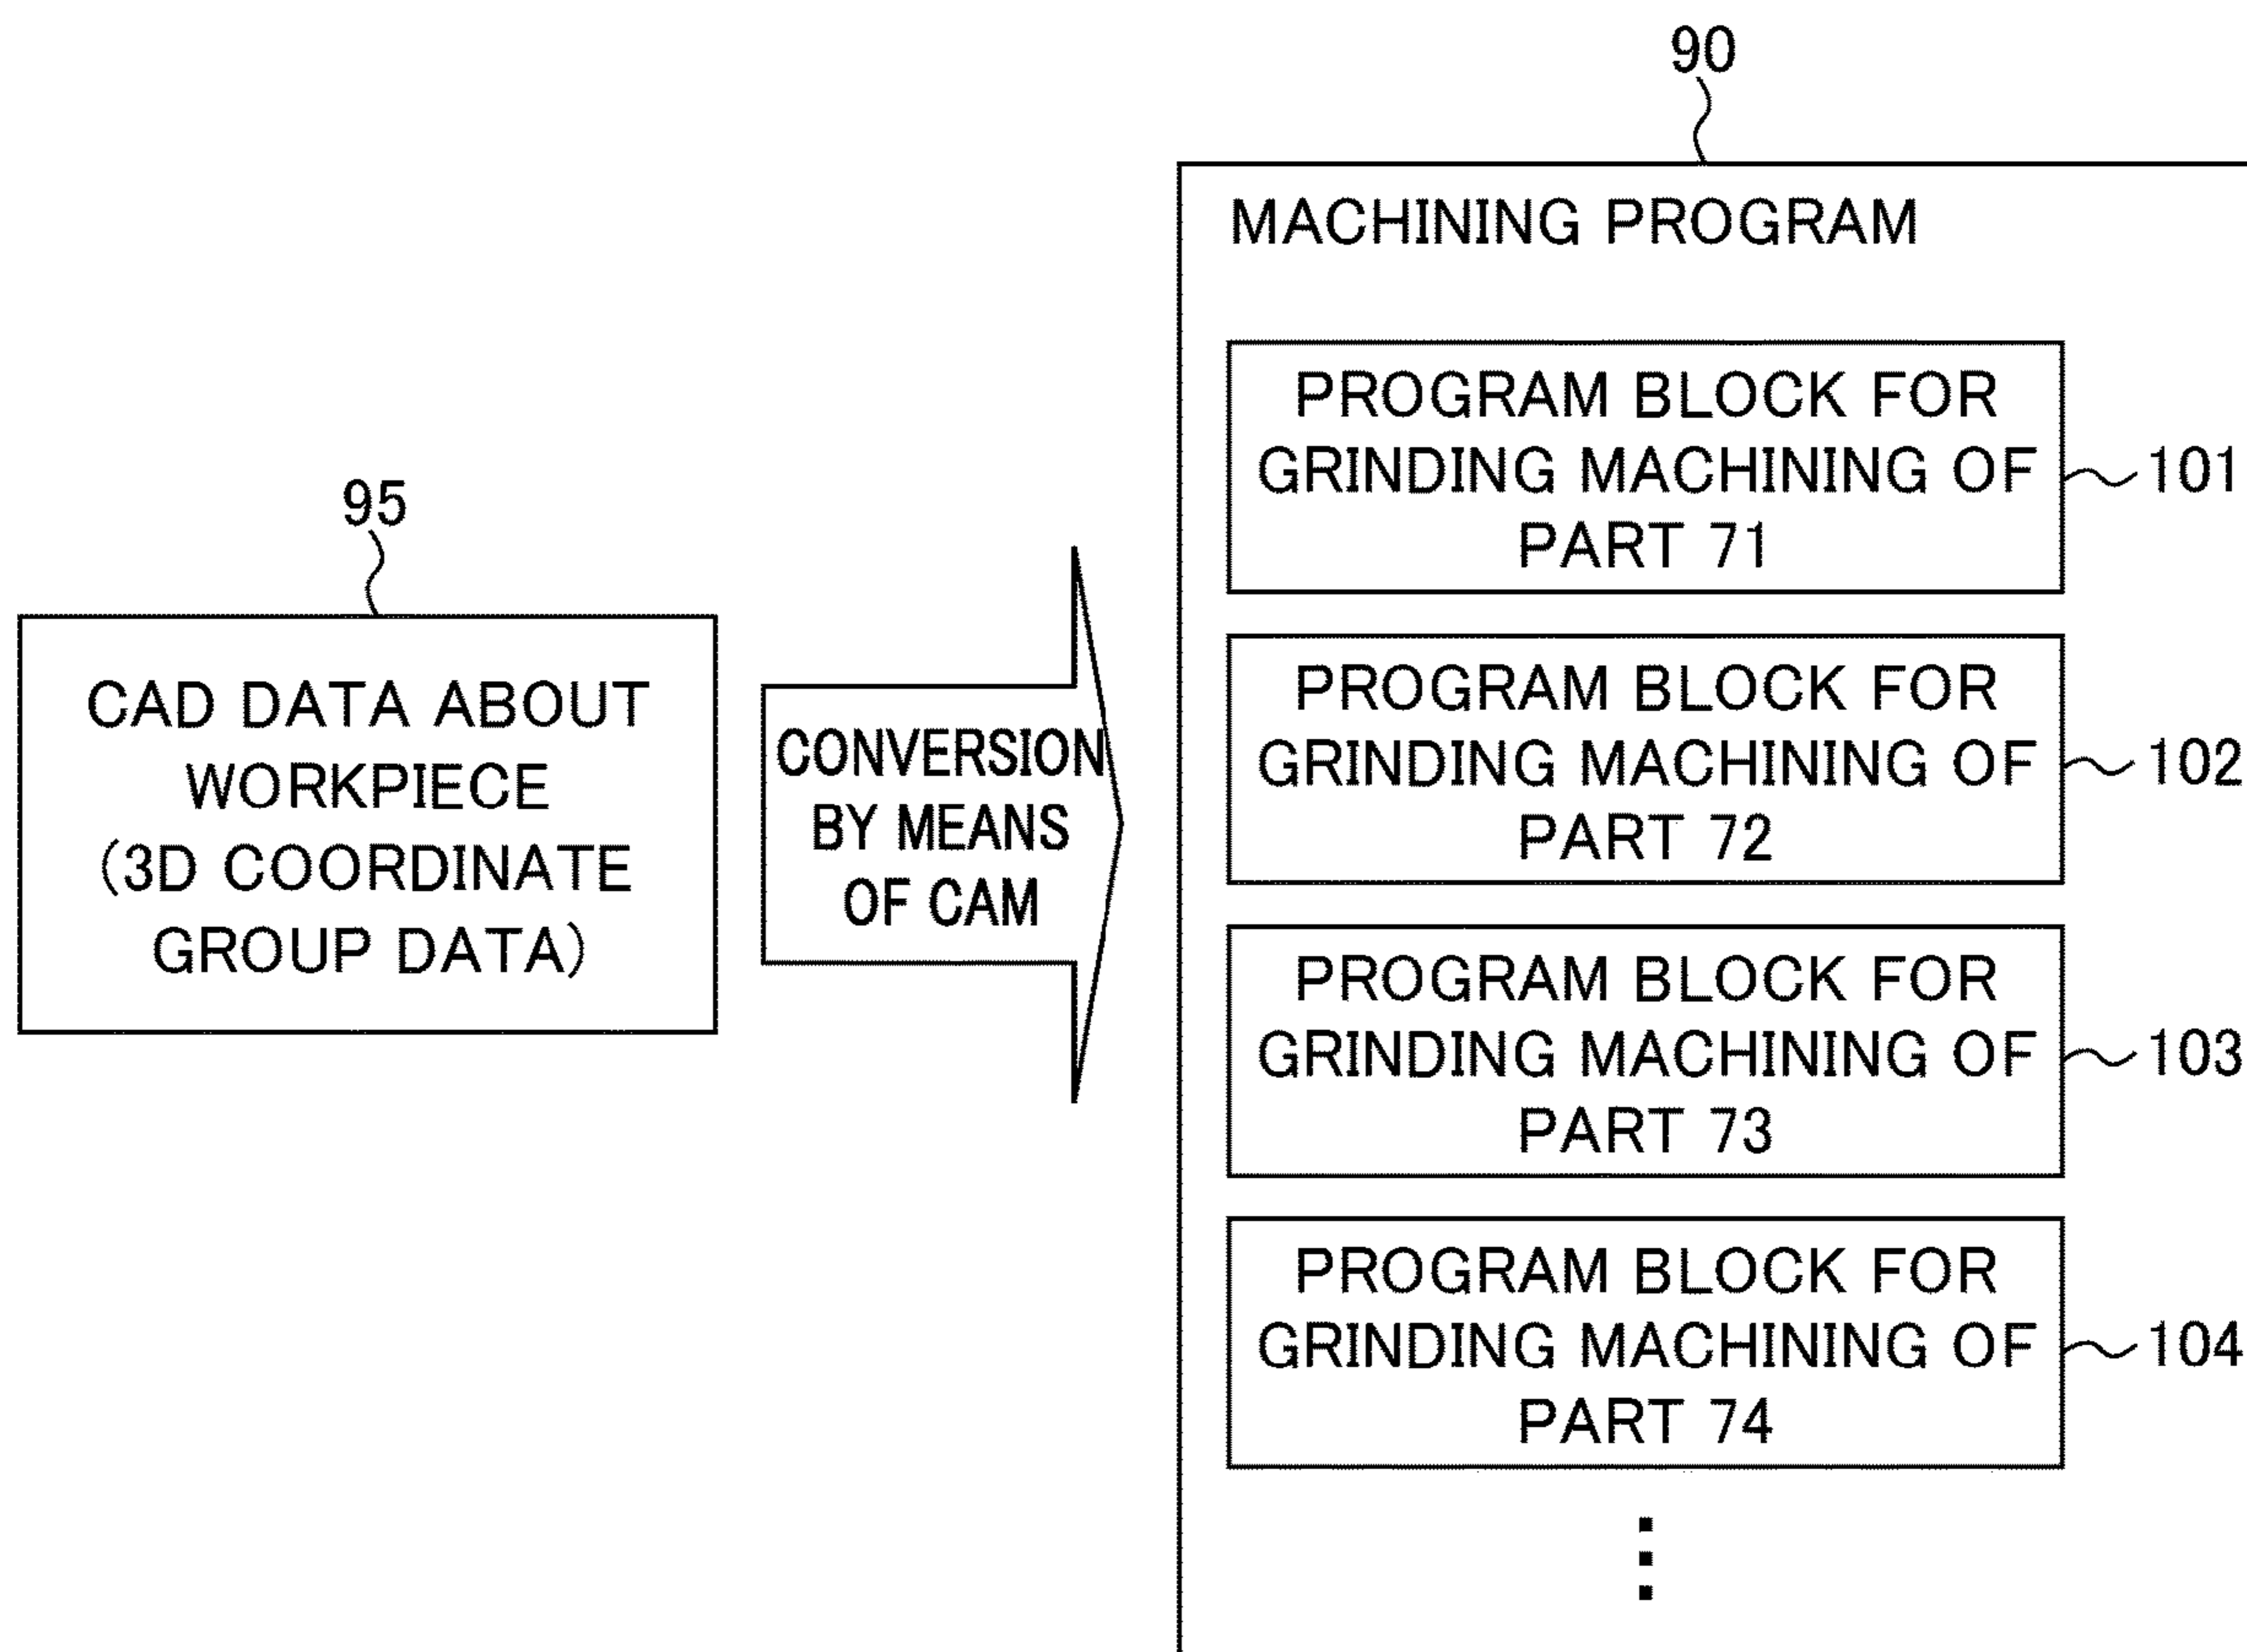 95
CAD DATA ABOUT
WORKPIECE
(3D COORDINATE
GROUP DATA)
CONVERSION
BY MEANS
OF CAM
90
MACHINING PROGRAM
PROGRAM BLOCK FOR
GRINDING MACHINING OF
PART 71
101
PROGRAM BLOCK FOR
GRINDING MACHINING OF
PART 72
102
PROGRAM BLOCK FOR
GRINDING MACHINING OF
PART 73
103
PROGRAM BLOCK FOR
GRINDING MACHINING OF
PART 74
104